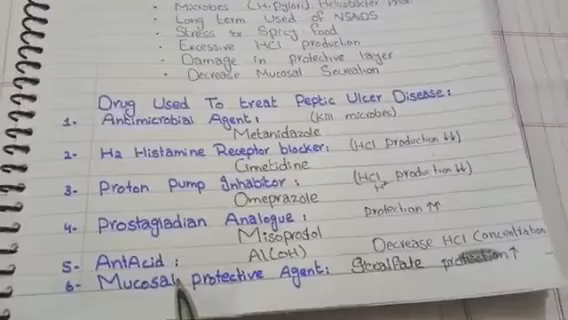 Microbes (H. Pylori) Helicobacter
Long term Used of NSAIDS
Stress & Spicy food
Excessive HCl production
Damage in protective layer
Decrease Mucosal Secreation
Drug Used To treat Peptic Ulcer Disease:
1- Antimicrobial Agent: (Kill microbes)
Metanidazole
2- H2 Histamine Receptor blocker: (HCl production ↓↓)
Cimetidine
3- Proton Pump Inhabitor: (HCl production ↓↓)
Omeprazole
4- Prostagladian Analogue: protection ↑↑
Misoprodol
5- AntAcid: Al(OH) Decrease HCl Concentration
6- Mucosal protective Agent: protection ↑